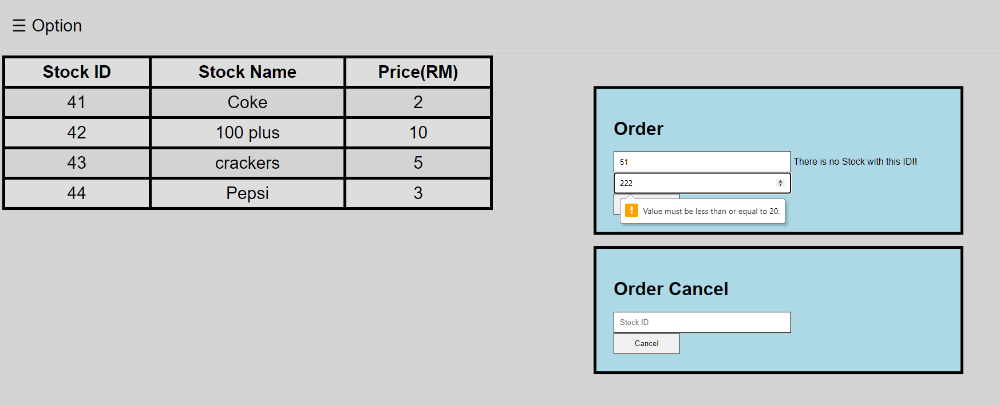 ☰ Option
Stock ID Stock Name Price(RM)
41 Coke 2
42 100 plus 10
43 crackers 5
44 Pepsi 3
Order
51 There is no Stock with this ID!!
222
Value must be less than or equal to 20.
Order Cancel
Stock ID
Cancel